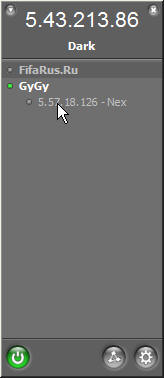 5.43.213.86
Dark
FifaRus.Ru
GyGy
5.57.18.126 - Nex